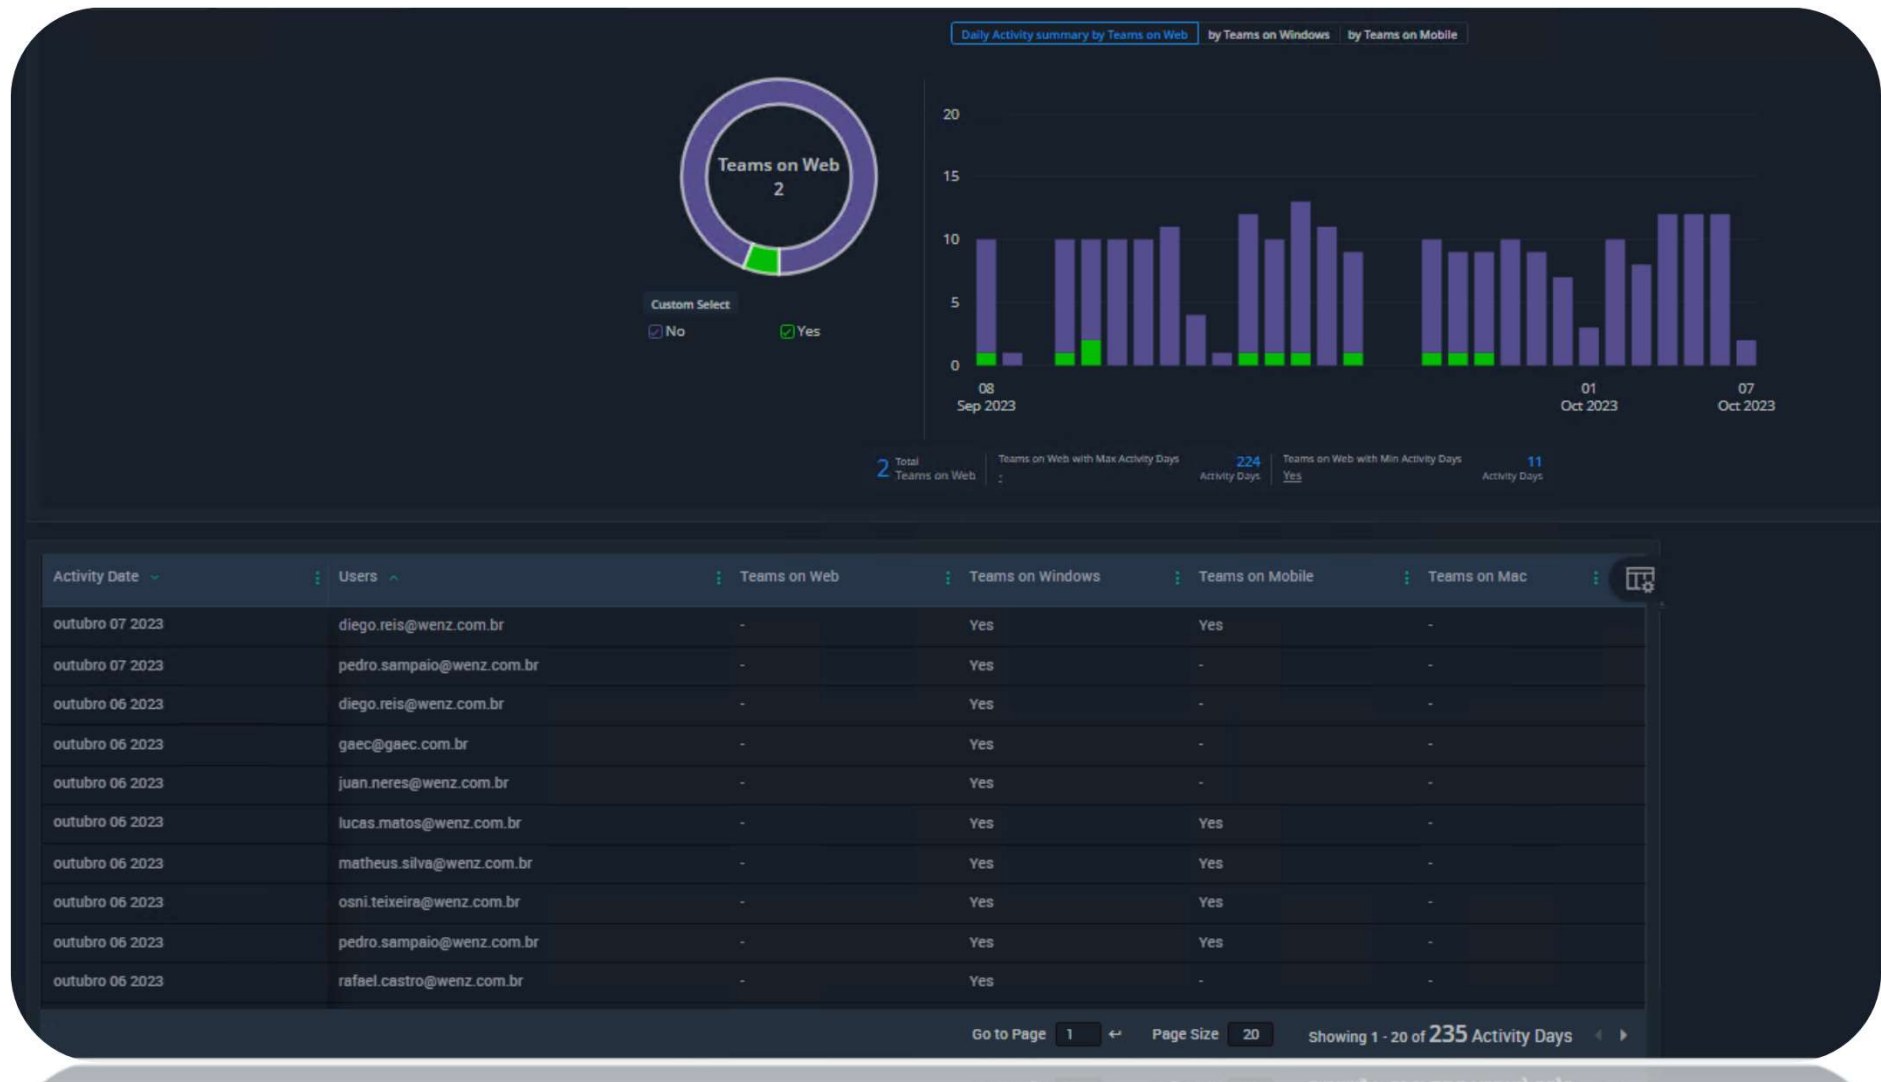 Daily Activity summary by Teams on Web by Teams on Windows by Teams on Mobile
Teams on Web
2
Custom Select
No Yes
20
15
10
5
0
08
Sep 2023
01
Oct 2023
07
Oct 2023
2 Total
Teams on Web
Teams on Web with Max Activity Days
-
224
Activity Days
Teams on Web with Min Activity Days
Yes
11
Activity Days
Activity Date Users Teams on Web Teams on Windows Teams on Mobile Teams on Mac
outubro 07 2023 diego.reis@wenz.com.br - Yes Yes -
outubro 07 2023 pedro.sampaio@wenz.com.br - Yes - -
outubro 06 2023 diego.reis@wenz.com.br - Yes - -
outubro 06 2023 gaec@gaec.com.br - Yes - -
outubro 06 2023 juan.neres@wenz.com.br - Yes - -
outubro 06 2023 lucas.matos@wenz.com.br - Yes Yes -
outubro 06 2023 matheus.silva@wenz.com.br - Yes Yes -
outubro 06 2023 osni.teixeira@wenz.com.br - Yes Yes -
outubro 06 2023 pedro.sampaio@wenz.com.br - Yes Yes -
outubro 06 2023 rafael.castro@wenz.com.br - Yes - -
Go to Page 1 Page Size 20 Showing 1 - 20 of 235 Activity Days